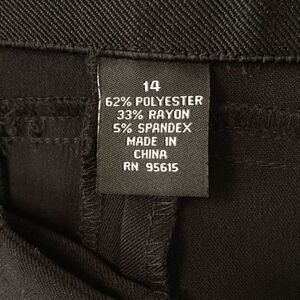 14
62% POLYESTER
33% RAYON
5% SPANDEX
MADE IN
CHINA
RN 95615